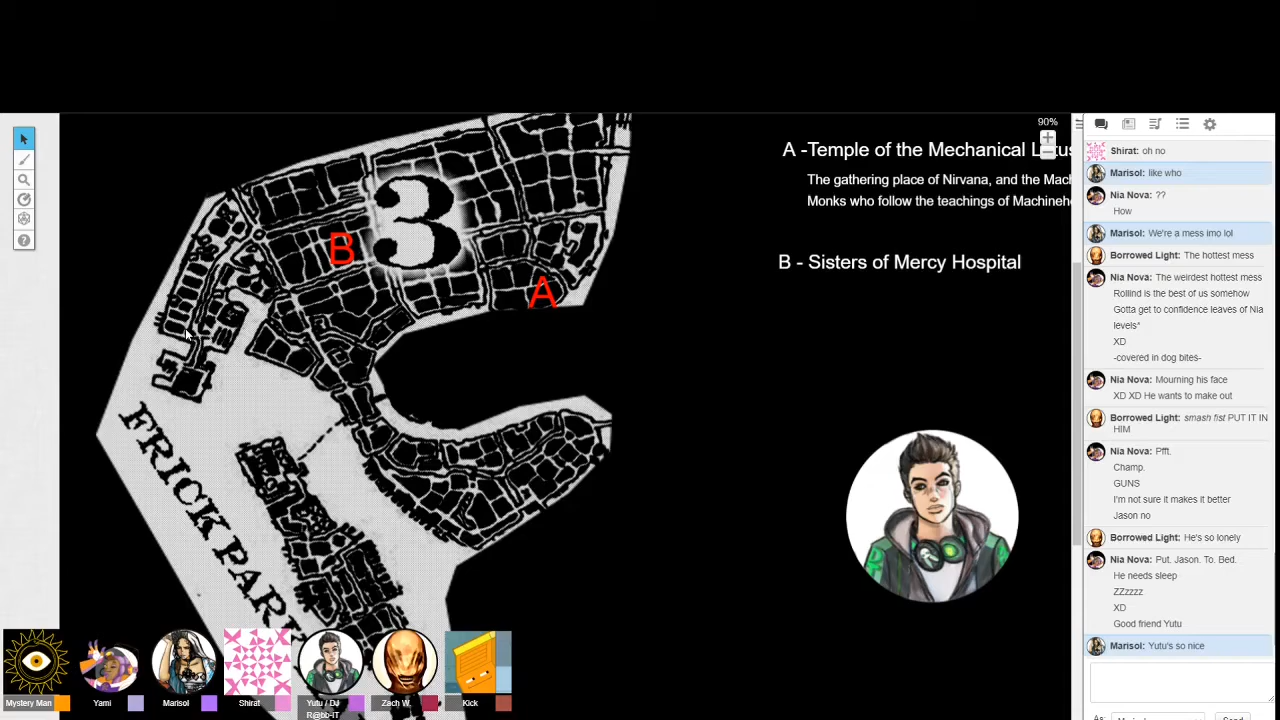 90%
A -Temple of the Mechanical Lotus
The gathering place of Nirvana, and the Mac
Monks who follow the teachings of Machineh
B - Sisters of Mercy Hospital
3
B
A
FRICK PARK
Mystery Man
Yami
Marisol
Shirat
Yutu / DJ
R@bb-IT
Zach W.
Kick
Shirat: oh no
Marisol: like who
Nia Nova: ??
How
Marisol: We're a mess imo lol
Borrowed Light: The hottest mess
Nia Nova: The weirdest hottest mess
Rollind is the best of us somehow
Gotta get to confidence leaves of Nia
levels*
XD
-covered in dog bites-
Nia Nova: Mourning his face
XD XD He wants to make out
Borrowed Light: smash fist PUT IT IN
HIM
Nia Nova: Pfft.
Champ.
GUNS
I'm not sure it makes it better
Jason no
Borrowed Light: He's so lonely
Nia Nova: Put. Jason. To. Bed.
He needs sleep
ZZzzzz
XD
Good friend Yutu
Marisol: Yutu's so nice
As: